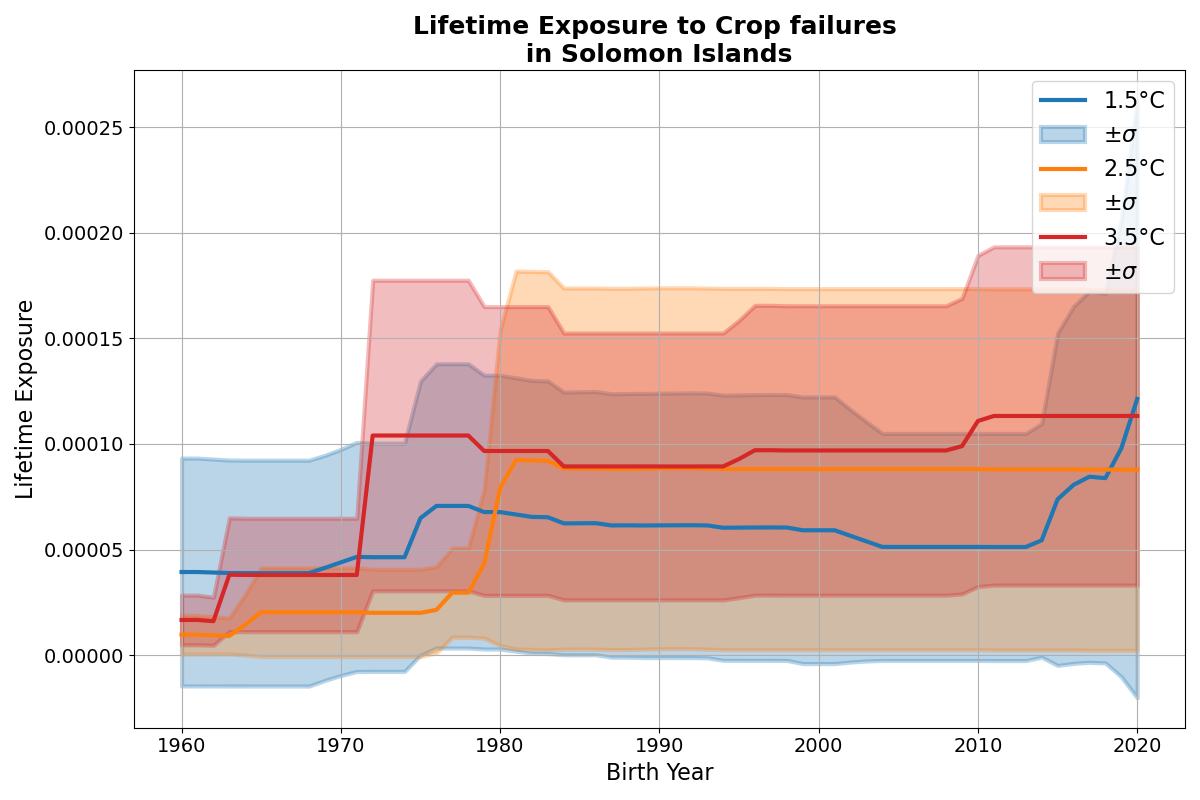 Lifetime Exposure to Crop failures
in Solomon Islands
Lifetime Exposure
0.00025
0.00020
0.00015
0.00010
0.00005
0.00000
1.5°C
±σ
2.5°C
±σ
3.5°C
±σ
1960
1970
1980
1990
2000
2010
2020
Birth Year